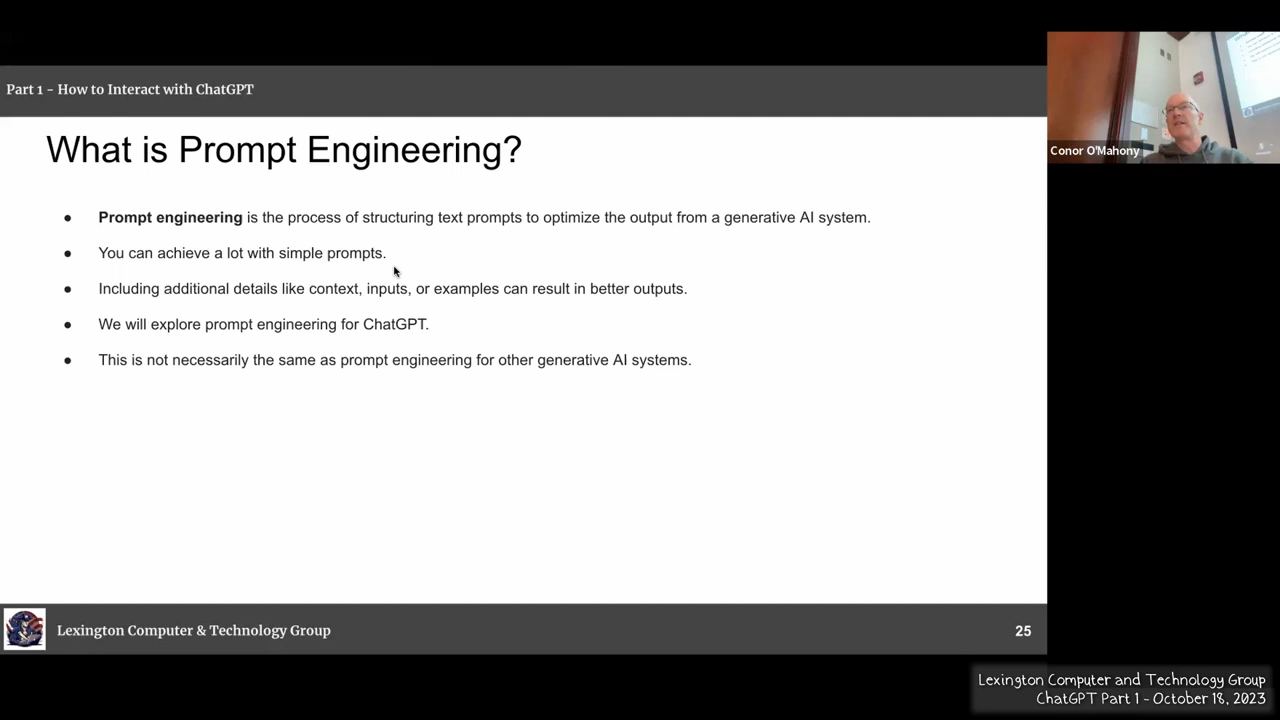 Part 1 - How to Interact with ChatGPT
What is Prompt Engineering?
● Prompt engineering is the process of structuring text prompts to optimize the output from a generative AI system.
● You can achieve a lot with simple prompts.
● Including additional details like context, inputs, or examples can result in better outputs.
● We will explore prompt engineering for ChatGPT.
● This is not necessarily the same as prompt engineering for other generative AI systems.
Lexington Computer & Technology Group
25
Conor O'Mahony
Lexington Computer and Technology Group
ChatGPT Part 1 - October 18, 2023